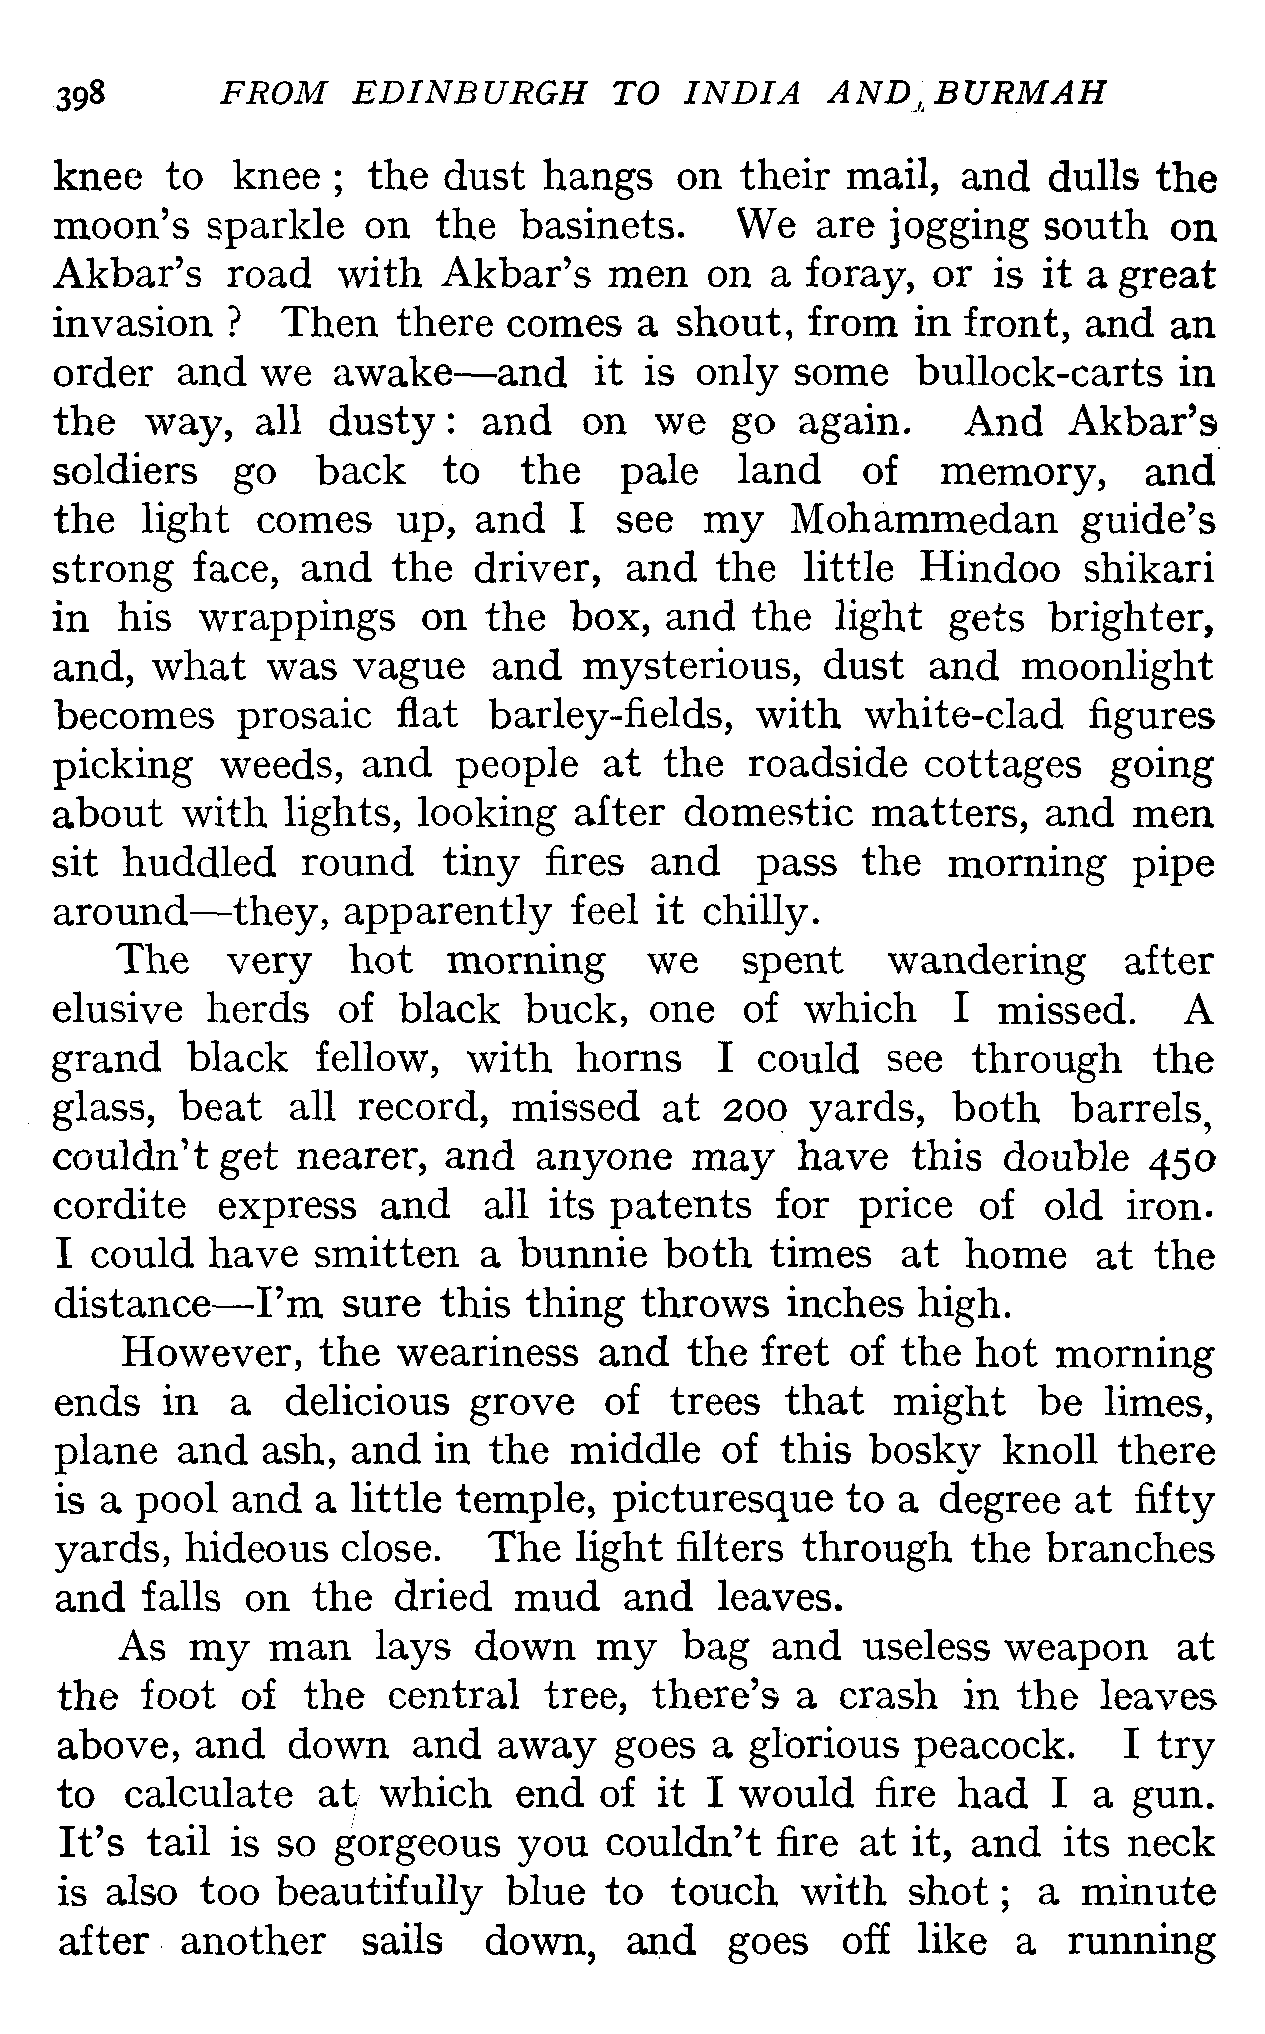 398 FROM EDINBURGH TO INDIA AND BURMAH
knee to knee ; the dust hangs on their mail, and dulls the
moon's sparkle on the basinets. We are jogging south on
Akbar's road with Akbar's men on a foray, or is it a great
invasion ? Then there comes a shout, from in front, and an
order and we awake—and it is only some bullock-carts in
the way, all dusty : and on we go again. And Akbar's
soldiers go back to the pale land of memory, and
the light comes up, and I see my Mohammedan guide's
strong face, and the driver, and the little Hindoo shikari
in his wrappings on the box, and the light gets brighter,
and, what was vague and mysterious, dust and moonlight
becomes prosaic flat barley-fields, with white-clad figures
picking weeds, and people at the roadside cottages going
about with lights, looking after domestic matters, and men
sit huddled round tiny fires and pass the morning pipe
around—they, apparently feel it chilly.
The very hot morning we spent wandering after
elusive herds of black buck, one of which I missed. A
grand black fellow, with horns I could see through the
glass, beat all record, missed at 200 yards, both barrels,
couldn't get nearer, and anyone may have this double 450
cordite express and all its patents for price of old iron.
I could have smitten a bunnie both times at home at the
distance—I'm sure this thing throws inches high.
However, the weariness and the fret of the hot morning
ends in a delicious grove of trees that might be limes,
plane and ash, and in the middle of this bosky knoll there
is a pool and a little temple, picturesque to a degree at fifty
yards, hideous close. The light filters through the branches
and falls on the dried mud and leaves.
As my man lays down my bag and useless weapon at
the foot of the central tree, there's a crash in the leaves
above, and down and away goes a glorious peacock. I try
to calculate at which end of it I would fire had I a gun.
It's tail is so gorgeous you couldn't fire at it, and its neck
is also too beautifully blue to touch with shot ; a minute
after another sails down, and goes off like a running